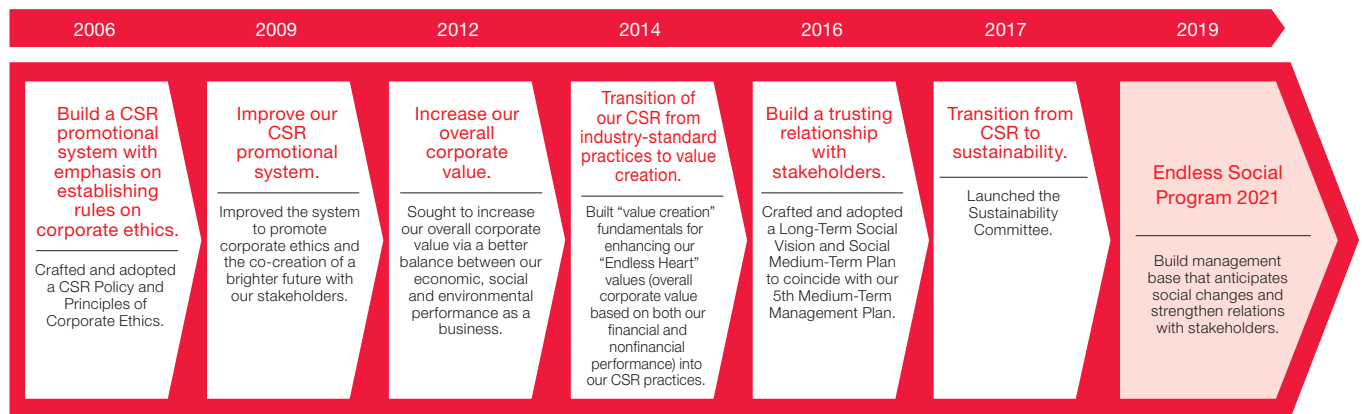 2006
2009
2012
2014
2016
2017
2019
Build a CSR
promotional
system with
emphasis on
establishing
rules on
corporate ethics.
Crafted and adopted
a CSR Policy and
Principles of
Corporate Ethics.
Improve our
CSR
promotional
system.
Improved the system
to promote
corporate ethics and
the co-creation of a
brighter future with
our stakeholders.
Increase our
overall
corporate
value.
Sought to increase
our overall corporate
value via a better
balance between our
economic, social
and environmental
performance as a
business.
Transition of
our CSR from
industry-standard
practices to value
creation.
Built “value creation”
fundamentals for
enhancing our
“Endless Heart”
values (overall
corporate value
based on both our
financial and
nonfinancial
performance) into
our CSR practices.
Build a trusting
relationship
with
stakeholders.
Crafted and adopted
a Long-Term Social
Vision and Social
Medium-Term Plan
to coincide with our
5th Medium-Term
Management Plan.
Transition from
CSR to
sustainability.
Launched the
Sustainability
Committee.
Endless Social
Program 2021
Build management
base that anticipates
social changes and
strengthen relations
with stakeholders.